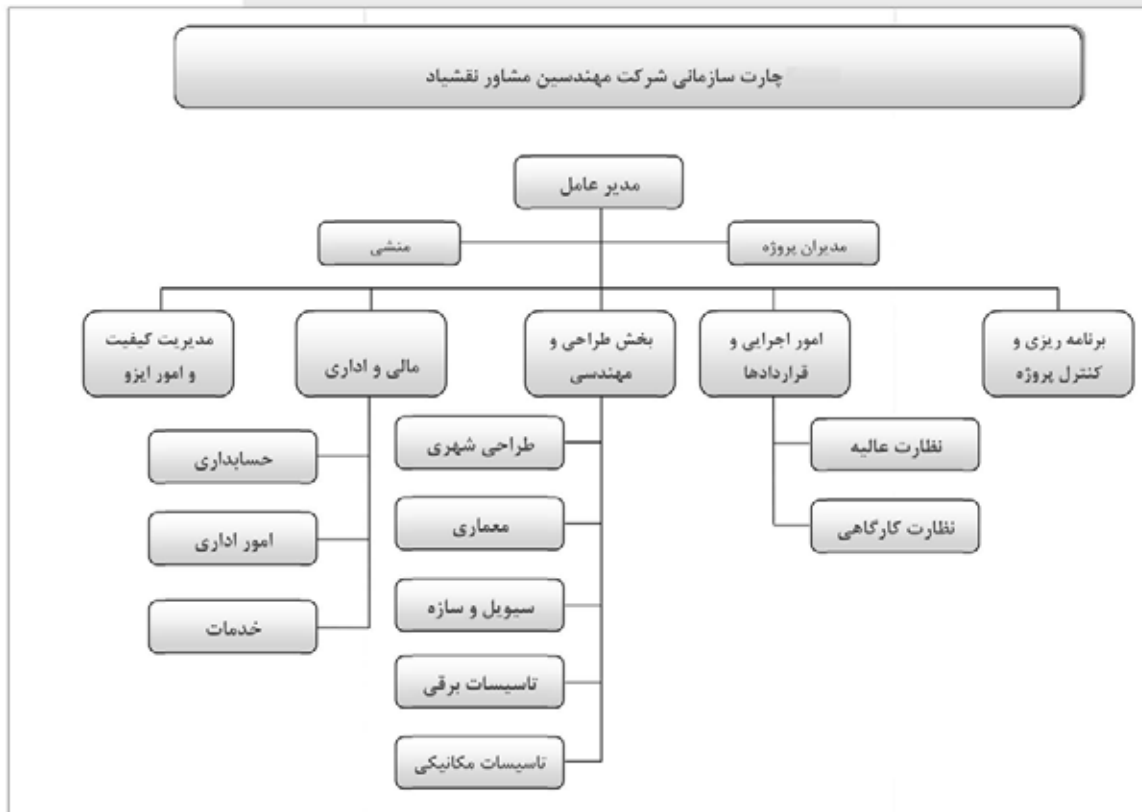 چارت سازمانی شرکت مهندسین مشاور نقشیاد
مدیر عامل
مدیران پروژه
منشی
برنامه ریزی و
کنترل پروژه
امور اجرایی و
قراردادها
بخش طراحی و
مهندسی
مالی و اداری
مدیریت کیفیت
و امور ایزو
نظارت عالیه
نظارت کارگاهی
طراحی شهری
معماری
سیویل و سازه
تاسیسات برقی
تاسیسات مکانیکی
حسابداری
امور اداری
خدمات